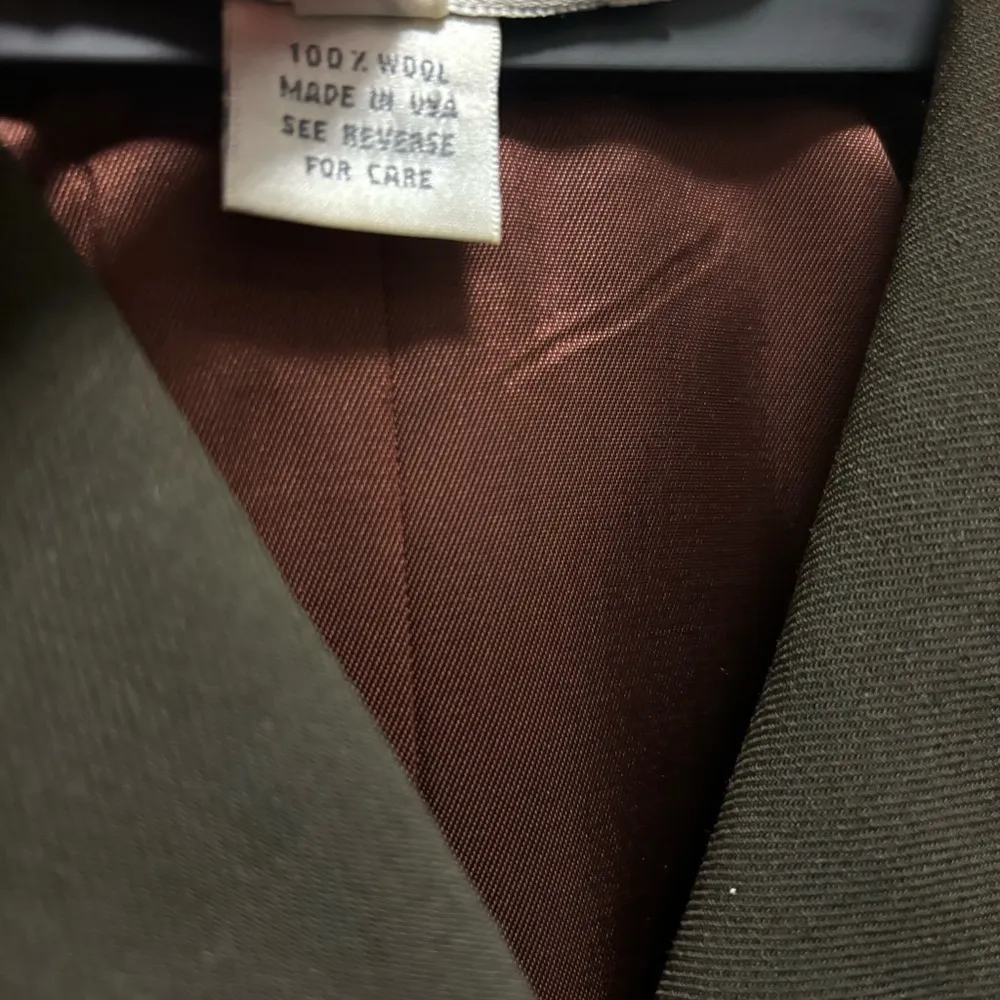 100% WOOL
MADE IN USA
SEE REVERSE
FOR CARE